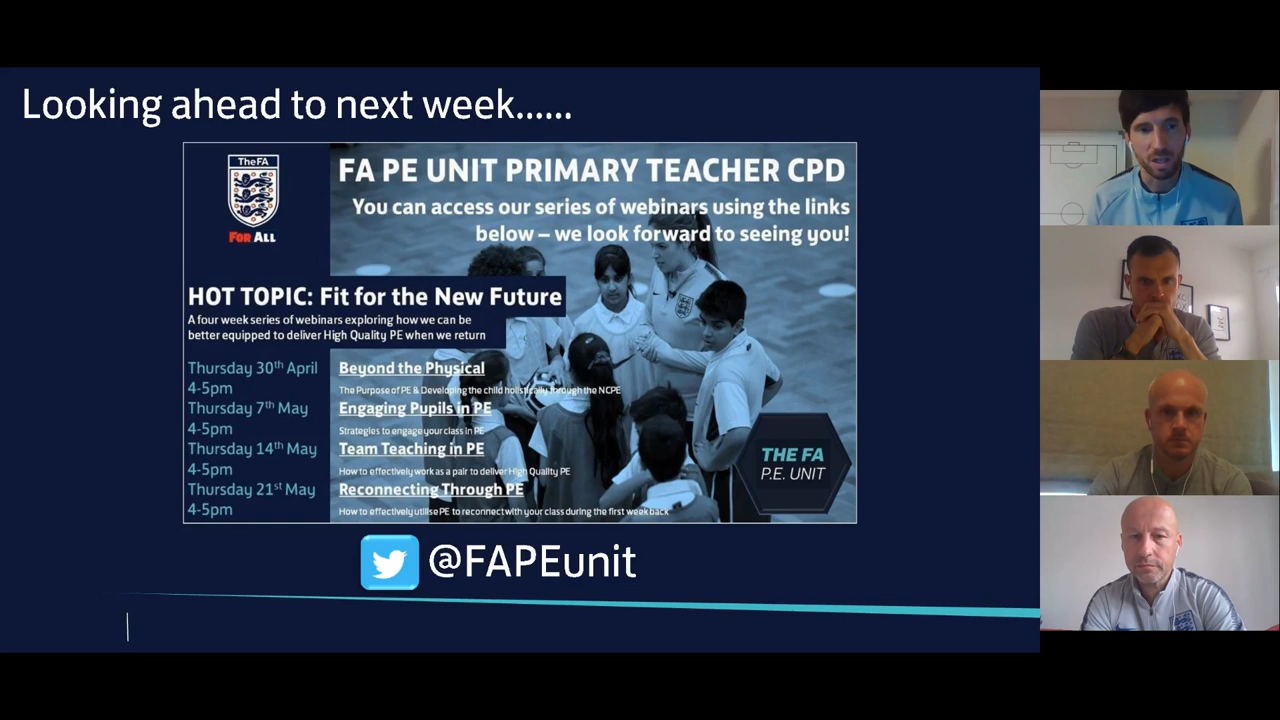 Looking ahead to next week......
TheFA
FOR ALL
FA PE UNIT PRIMARY TEACHER CPD
You can access our series of webinars using the links
below – we look forward to seeing you!
HOT TOPIC: Fit for the New Future
A four week series of webinars exploring how we can be
better equipped to deliver High Quality PE when we return
Thursday 30th April
4-5pm
Beyond the Physical
The Purpose of PE & Developing the child holistically through the NCPE
Thursday 7th May
4-5pm
Engaging Pupils in PE
Strategies to engage your class in PE
Thursday 14th May
4-5pm
Team Teaching in PE
How to effectively work as a pair to deliver High Quality PE
Thursday 21st May
4-5pm
Reconnecting Through PE
How to effectively utilise PE to reconnect with your class during the first week back
THE FA
P.E. UNIT
@FAPEunit